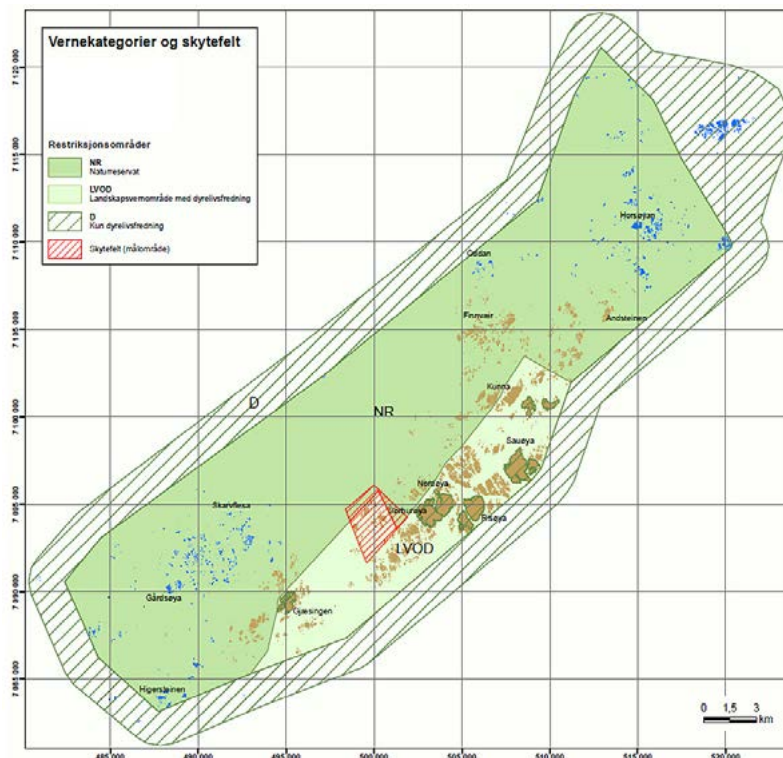 Vernekategorier og skytefelt
Restriksjonsområder
NR
Naturreservat
LVOD
Landskapsvernområde med dyrelivsfredning
D
Kun dyrelivsfredning
Skytefelt (målområde)
7 120 000
7 115 000
7 110 000
7 105 000
7 100 000
7 095 000
7 090 000
7 085 000
Horsøyan
Oddan
Finnvær
Andsteinen
Kunna
D
NR
Sauøya
Nordøya
Skarvflesa
Risøya
LVOD
Gårdsøya
Gjæsingen
Higersteinen
0 1,5 3
km
485 000 490 000 495 000 500 000 505 000 510 000 515 000 520 000